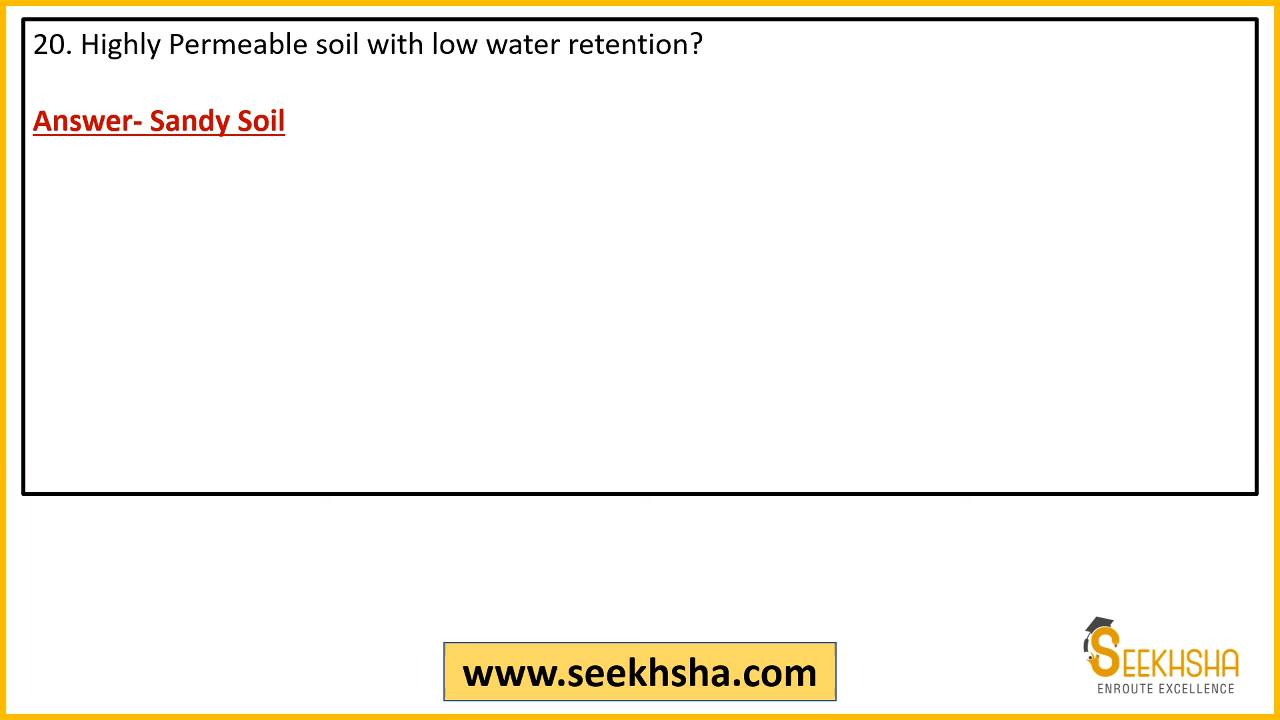 20. Highly Permeable soil with low water retention?
Answer- Sandy Soil
www.seekhsha.com
SEEKHSHA
ENROUTE EXCELLENCE